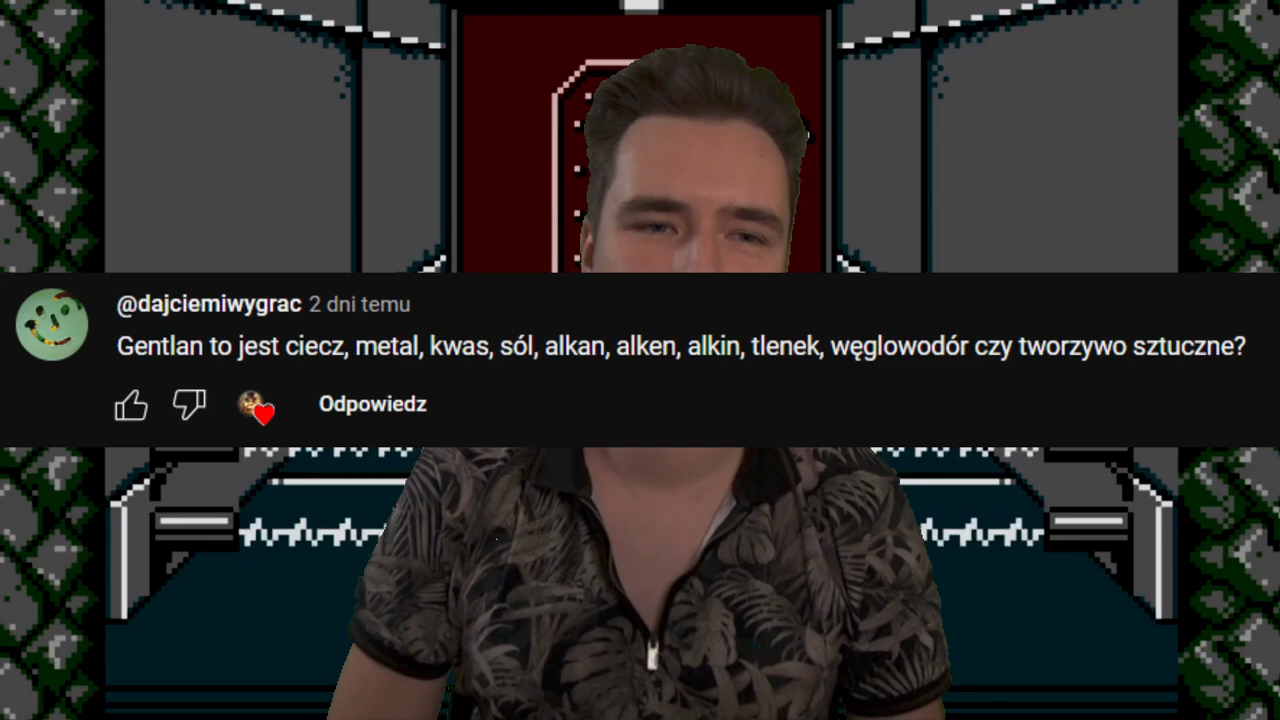 @dajciemiwygrac 2 dni temu
Gentlan to jest ciecz, metal, kwas, sól, alkan, alken, alkin, tlenek, węglowodór czy tworzywo sztuczne?
Odpowiedz